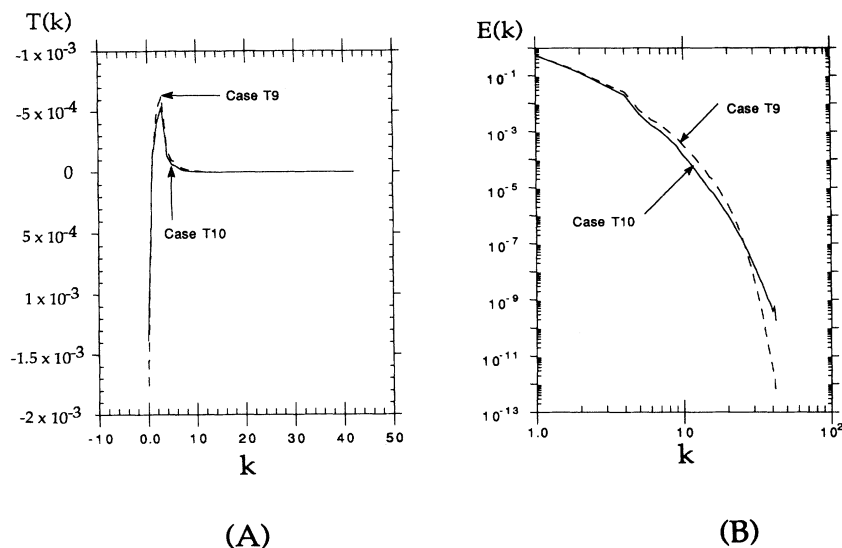 T(k)
-1 x 10⁻³
-5 x 10⁻⁴
0
5 x 10⁻⁴
1 x 10⁻³
-1.5 x 10⁻³
-2 x 10⁻³
-10 0.0 10 20 30 40 50
k
Case T9
Case T10
(A)
E(k)
10⁻¹
10⁻³
10⁻⁵
10⁻⁷
10⁻⁹
10⁻¹¹
10⁻¹³
1.0 10 10²
k
Case T9
Case T10
(B)